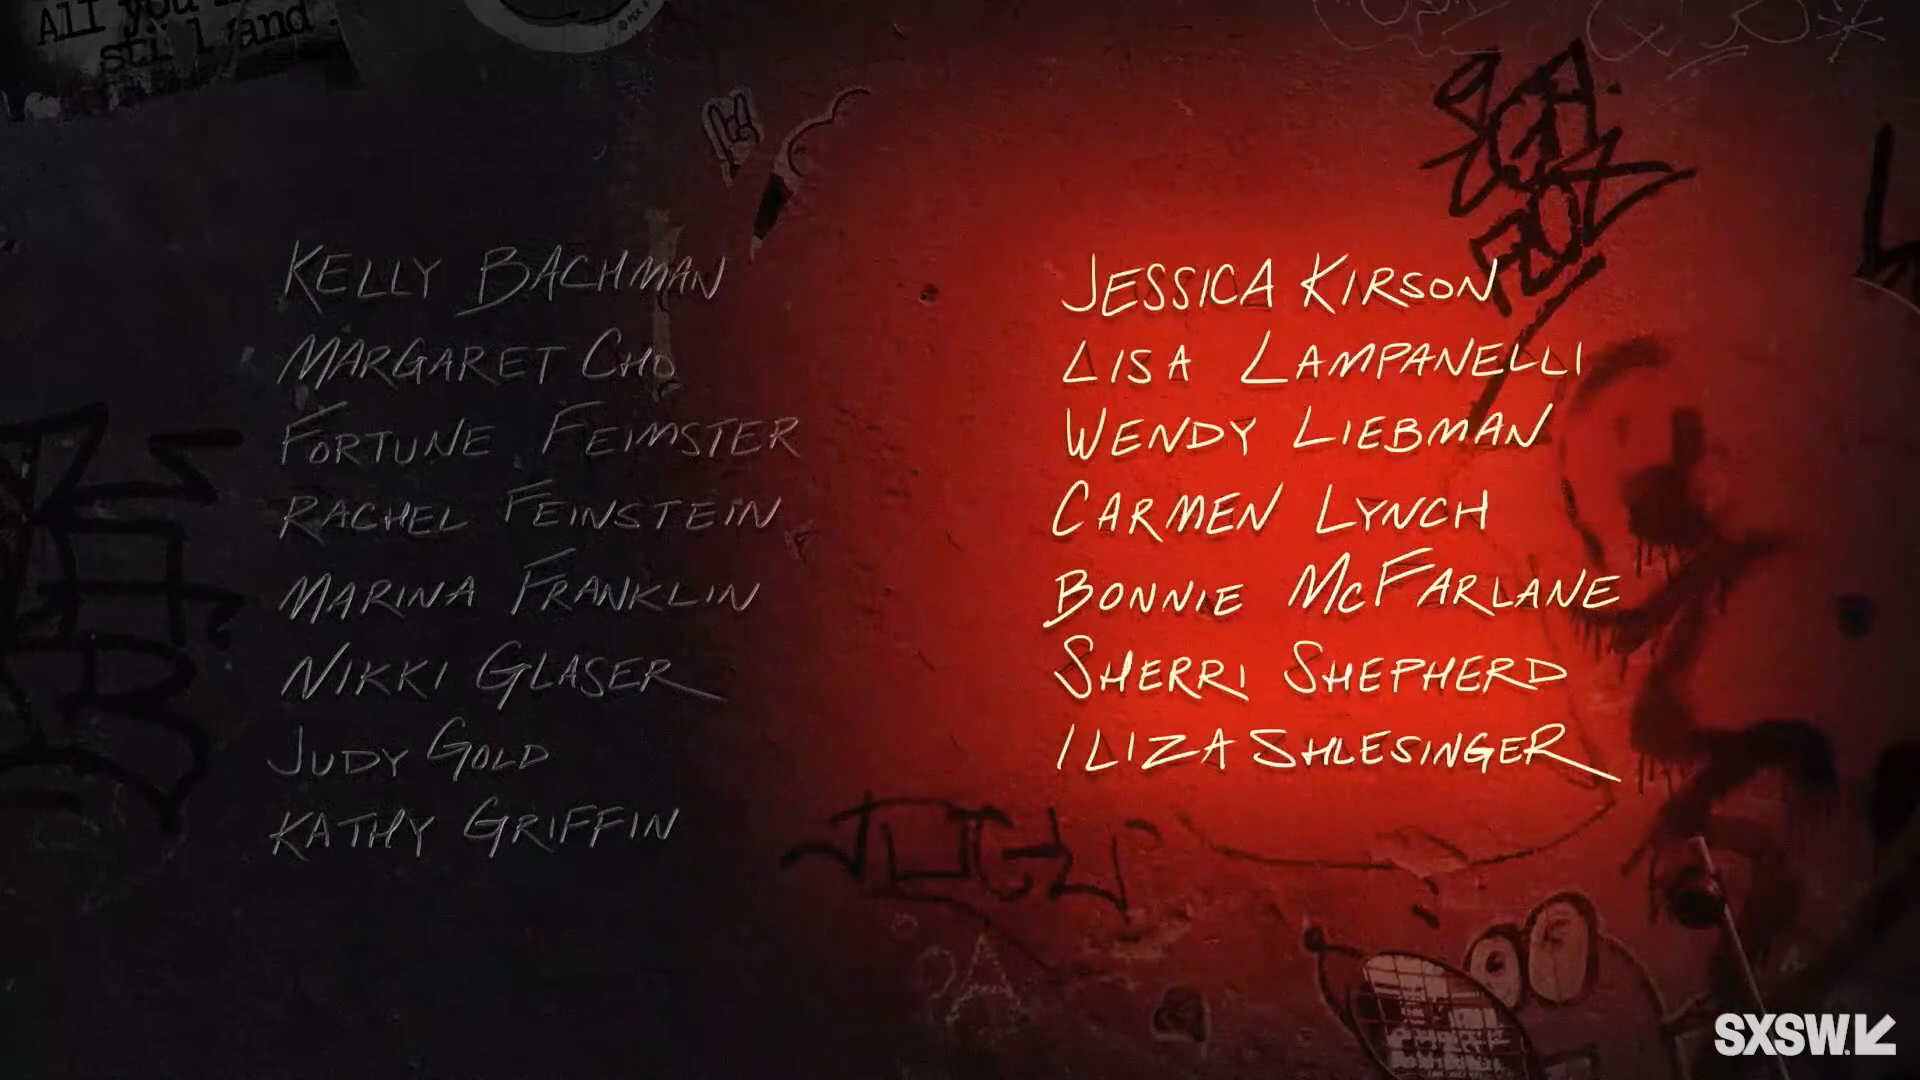 All you
still and
KELLY BACHMAN
MARGARET CHO
FORTUNE FEIMSTER
RACHEL FEINSTEIN
MARINA FRANKLIN
NIKKI GLASER
JUDY GOLD
KATHY GRIFFIN
JESSICA KIRSON
LISA LAMPANELLI
WENDY LIEBMAN
CARMEN LYNCH
BONNIE MCFARLANE
SHERRI SHEPHERD
ILIZA SHLESINGER
SXSW